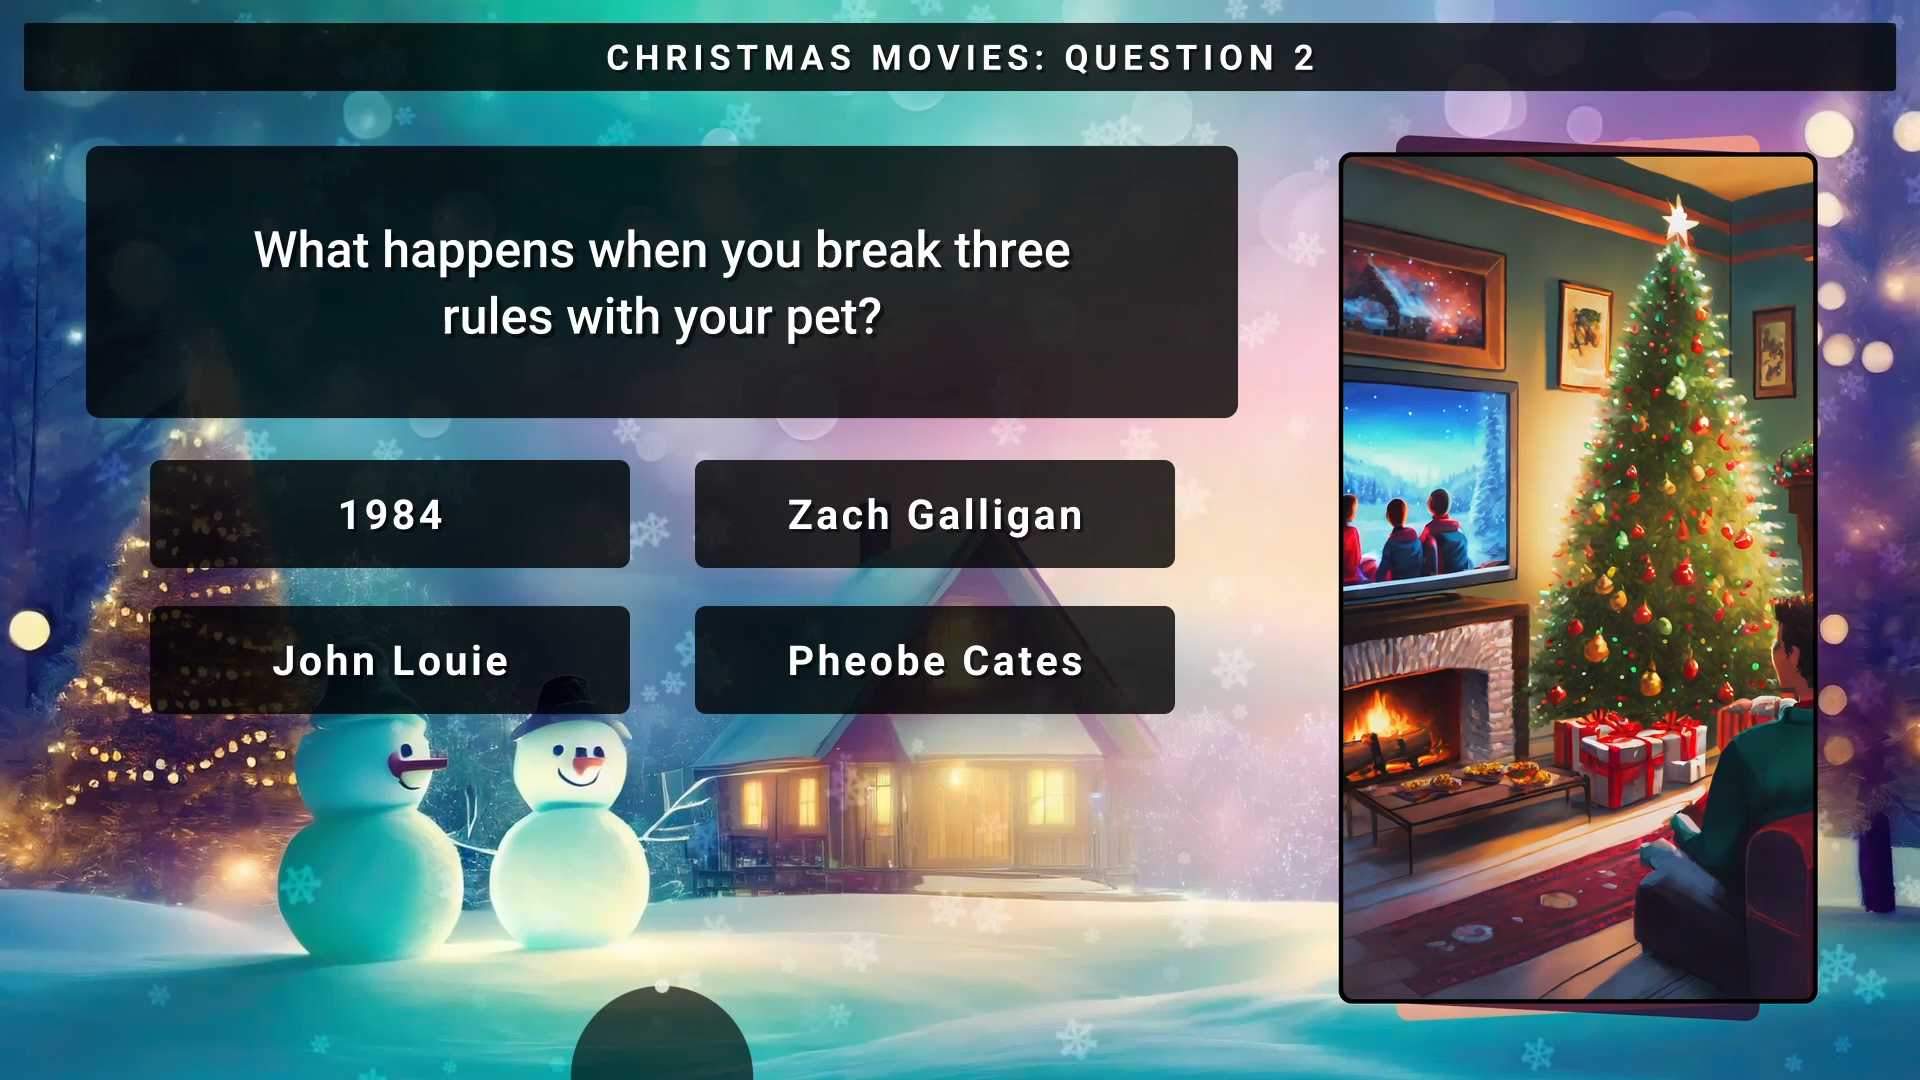 CHRISTMAS MOVIES: QUESTION 2
What happens when you break three
rules with your pet?
1984
Zach Galligan
John Louie
Pheobe Cates